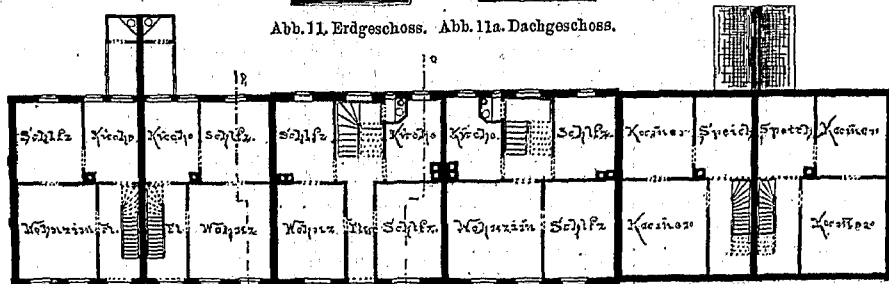 Abb. 11. Erdgeschoss. Abb. 11a. Dachgeschoss.
Schlfz. Küche. Küche Schlfz. Schlfz. Küche Küche. Schlfz. Kammer Speich. Speich. Kammer
Wohnzim. Fl. Fl. Wohnz. Wohnz. Flur Schlfz. Wohnzim. Schlfz. Kammer Kammer